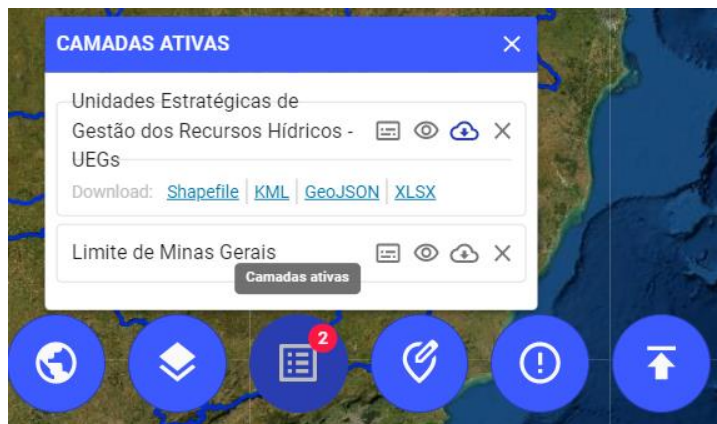 CAMADAS ATIVAS
Unidades Estratégicas de
Gestão dos Recursos Hídricos -
UEGs
Download: Shapefile KML GeoJSON XLSX
Limite de Minas Gerais
Camadas ativas
2